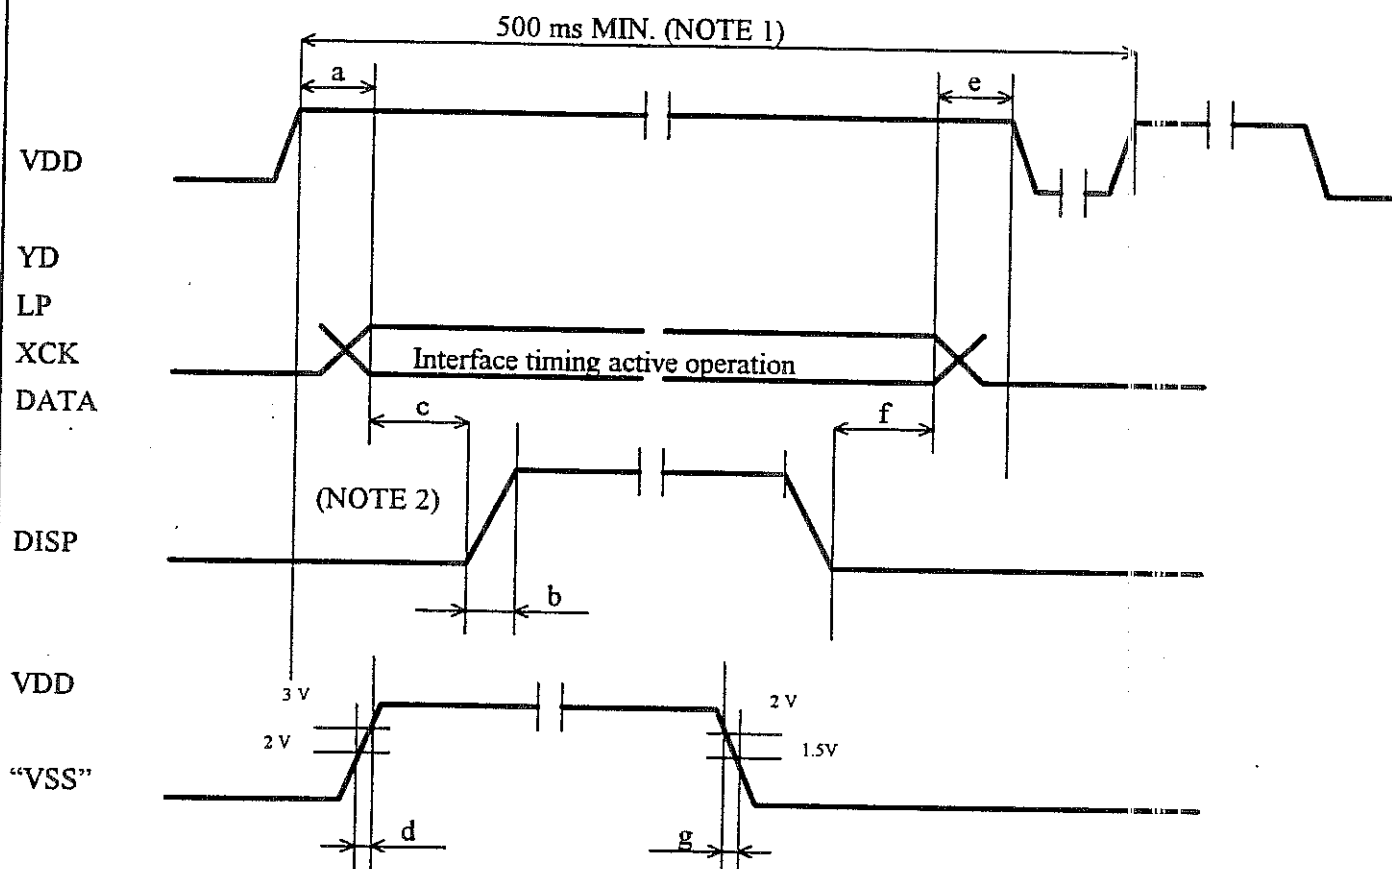 500 ms MIN. (NOTE 1)
a
e
VDD
YD
LP
XCK
Interface timing active operation
DATA
c
f
(NOTE 2)
DISP
b
VDD
3 V
2 V
2 V
1.5V
“VSS”
d
g